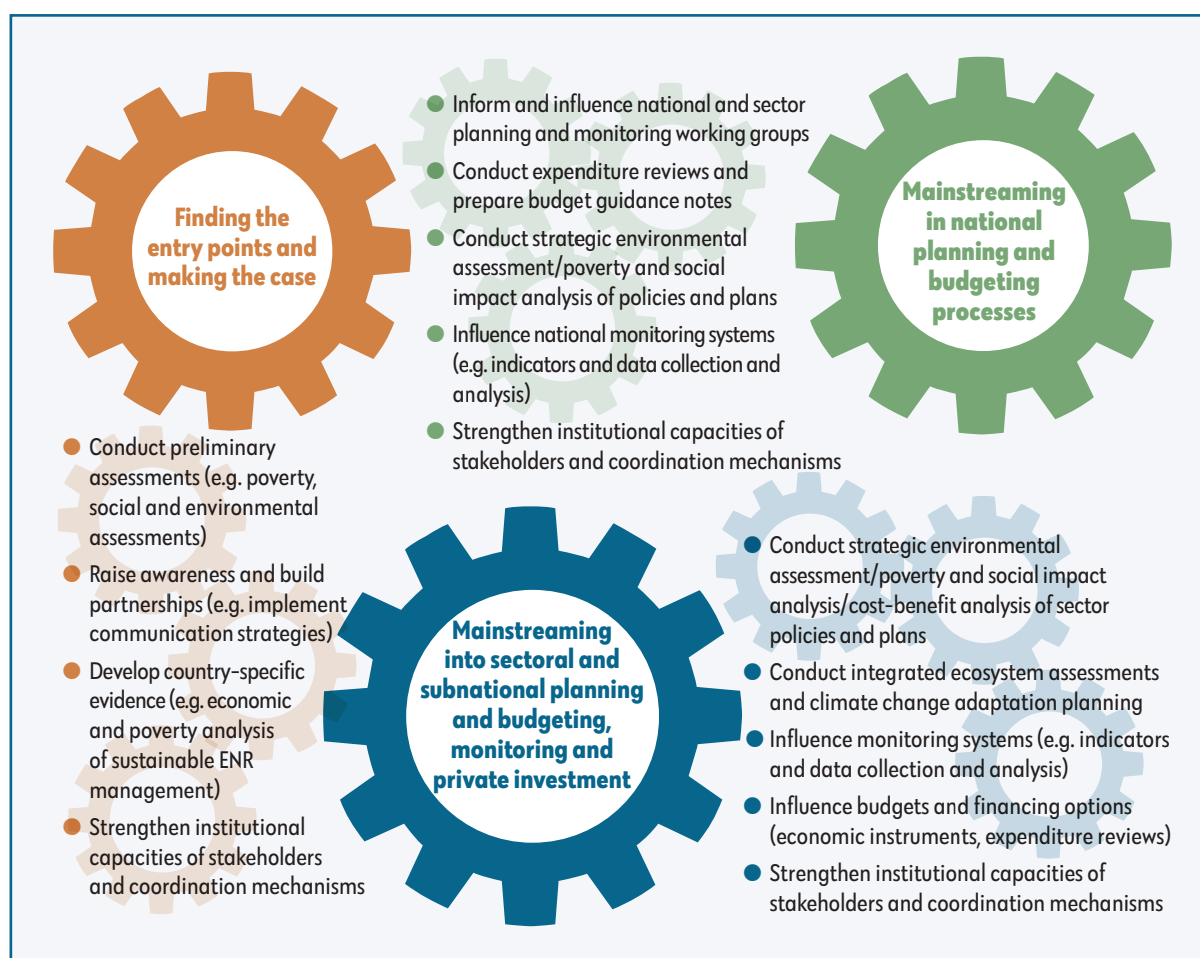 Finding the
entry points and
making the case
Conduct preliminary
assessments (e.g. poverty,
social and environmental
assessments)
Raise awareness and build
partnerships (e.g. implement
communication strategies)
Develop country-specific
evidence (e.g. economic
and poverty analysis
of sustainable ENR
management)
Strengthen institutional
capacities of stakeholders
and coordination mechanisms
Inform and influence national and sector
planning and monitoring working groups
Conduct expenditure reviews and
prepare budget guidance notes
Conduct strategic environmental
assessment/poverty and social
impact analysis of policies and plans
Influence national monitoring systems
(e.g. indicators and data collection and
analysis)
Strengthen institutional capacities of
stakeholders and coordination mechanisms
Mainstreaming
in national
planning and
budgeting
processes
Mainstreaming
into sectoral and
subnational planning
and budgeting,
monitoring and
private investment
Conduct strategic environmental
assessment/poverty and social impact
analysis/cost-benefit analysis of sector
policies and plans
Conduct integrated ecosystem assessments
and climate change adaptation planning
Influence monitoring systems (e.g. indicators
and data collection and analysis)
Influence budgets and financing options
(economic instruments, expenditure reviews)
Strengthen institutional capacities of
stakeholders and coordination mechanisms